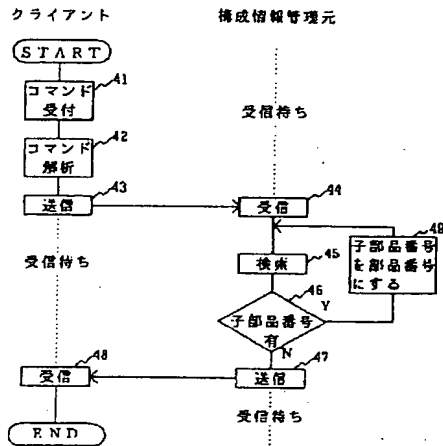 クライアント
構成情報管理元
START
41
コマンド
受付
受信待ち
42
コマンド
解析
43
送信
44
受信
49
子部品番号
を部品番号
にする
45
検索
受信待ち
46
子部品番号
有
Y
N
47
送信
48
受信
受信待ち
END